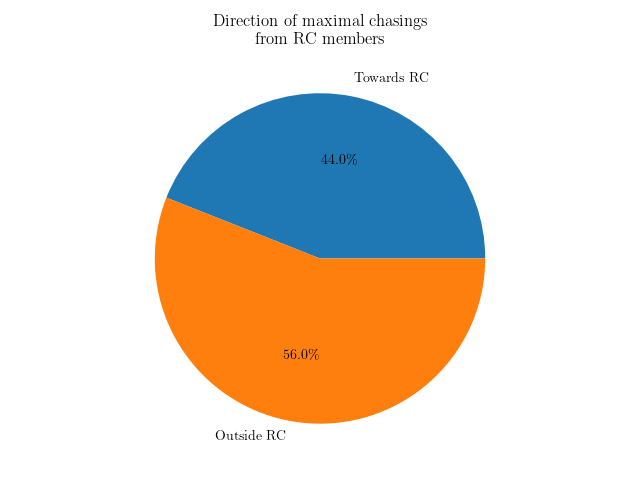 Direction of maximal chasings
from RC members
Towards RC
44.0%
56.0%
Outside RC